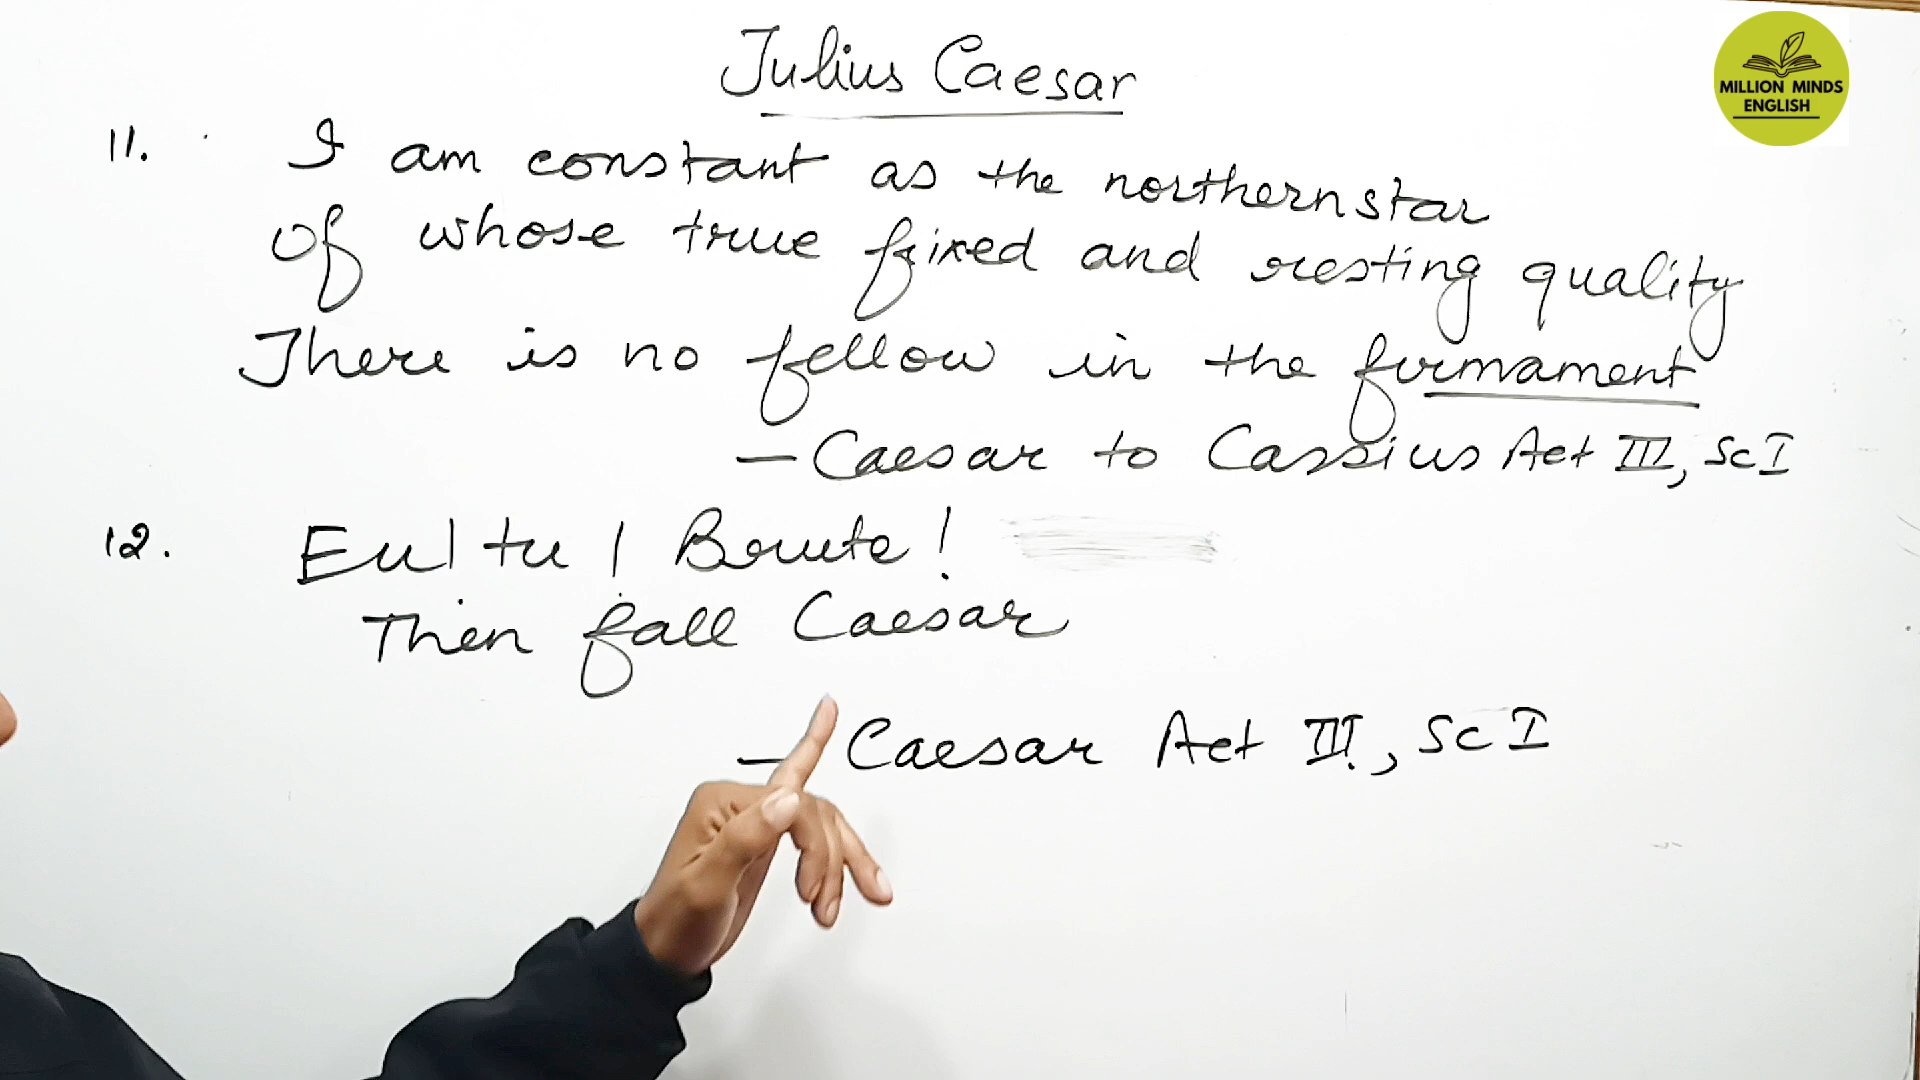 Julius Caesar
MILLION MINDS
ENGLISH
11. I am constant as the northern star
of whose true fixed and resting quality
There is no fellow in the firmament
— Caesar to Cassius Act III, Sc I
12. Eu| tu | Brute!
Then fall Caesar
— Caesar Act III, Sc I